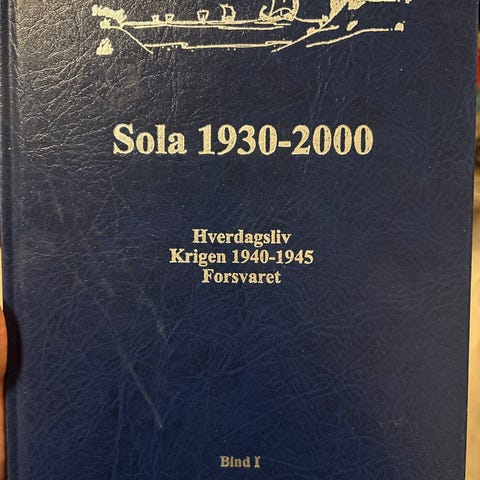 Sola 1930-2000
Hverdagsliv
Krigen 1940-1945
Forsvaret
Bind I